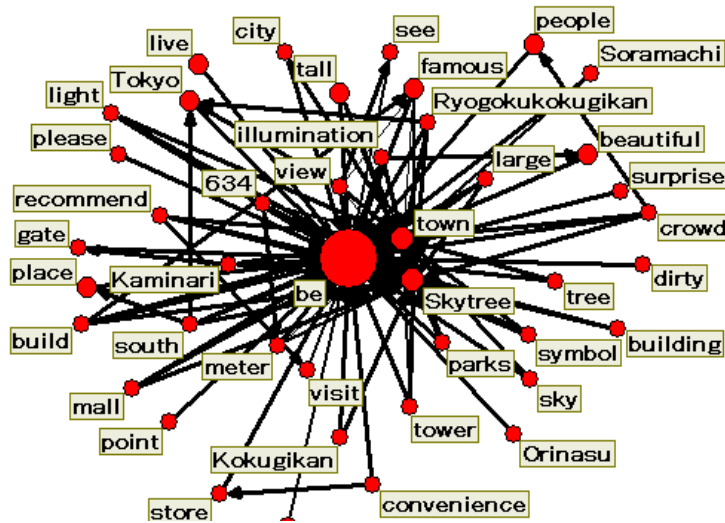 people
city
see
live
tall
famous
Soramachi
Tokyo
light
Ryogokukokugikan
illumination
please
beautiful
large
634
view
surprise
recommend
town
crowd
gate
place
Kaminari
be
Skytree
tree
dirty
build
south
meter
parks
symbol
building
mall
visit
sky
point
tower
Kokugikan
Orinasu
store
convenience